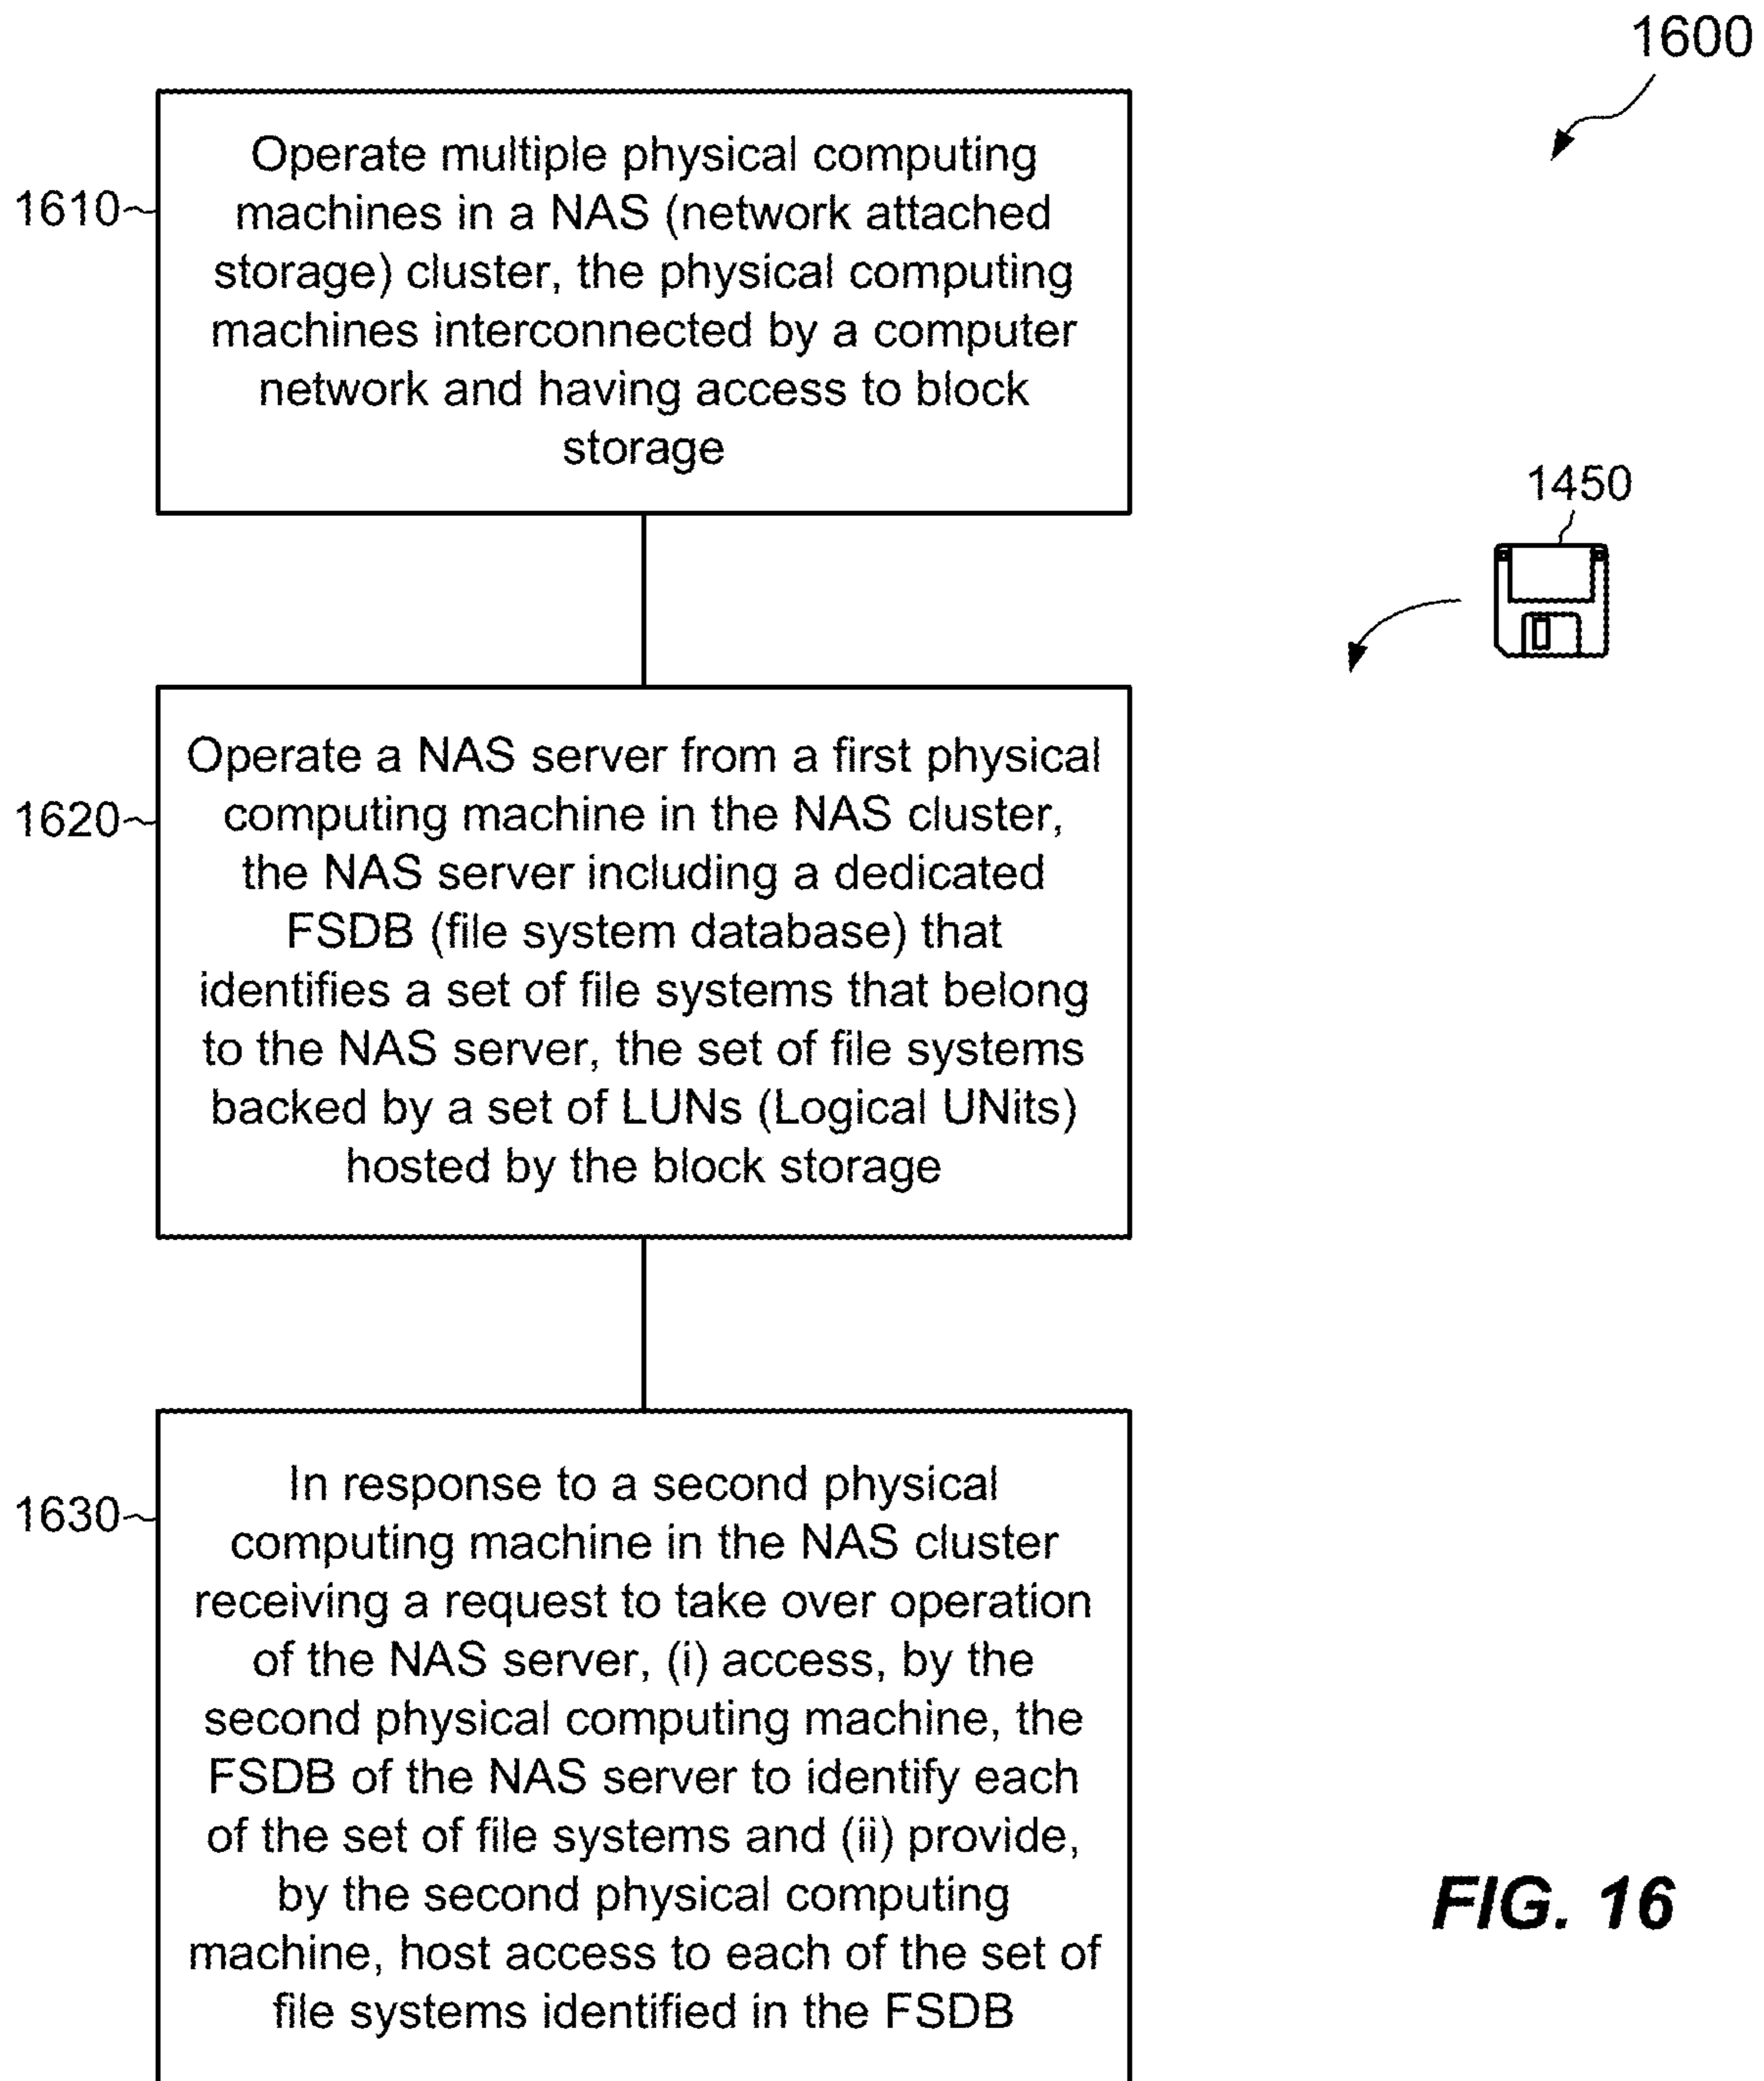 1600
Operate multiple physical computing
machines in a NAS (network attached
storage) cluster, the physical computing
machines interconnected by a computer
network and having access to block
storage
1610
1450
Operate a NAS server from a first physical
computing machine in the NAS cluster,
the NAS server including a dedicated
FSDB (file system database) that
identifies a set of file systems that belong
to the NAS server, the set of file systems
backed by a set of LUNs (Logical UNits)
hosted by the block storage
1620
In response to a second physical
computing machine in the NAS cluster
receiving a request to take over operation
of the NAS server, (i) access, by the
second physical computing machine, the
FSDB of the NAS server to identify each
of the set of file systems and (ii) provide,
by the second physical computing
machine, host access to each of the set of
file systems identified in the FSDB
1630
FIG. 16